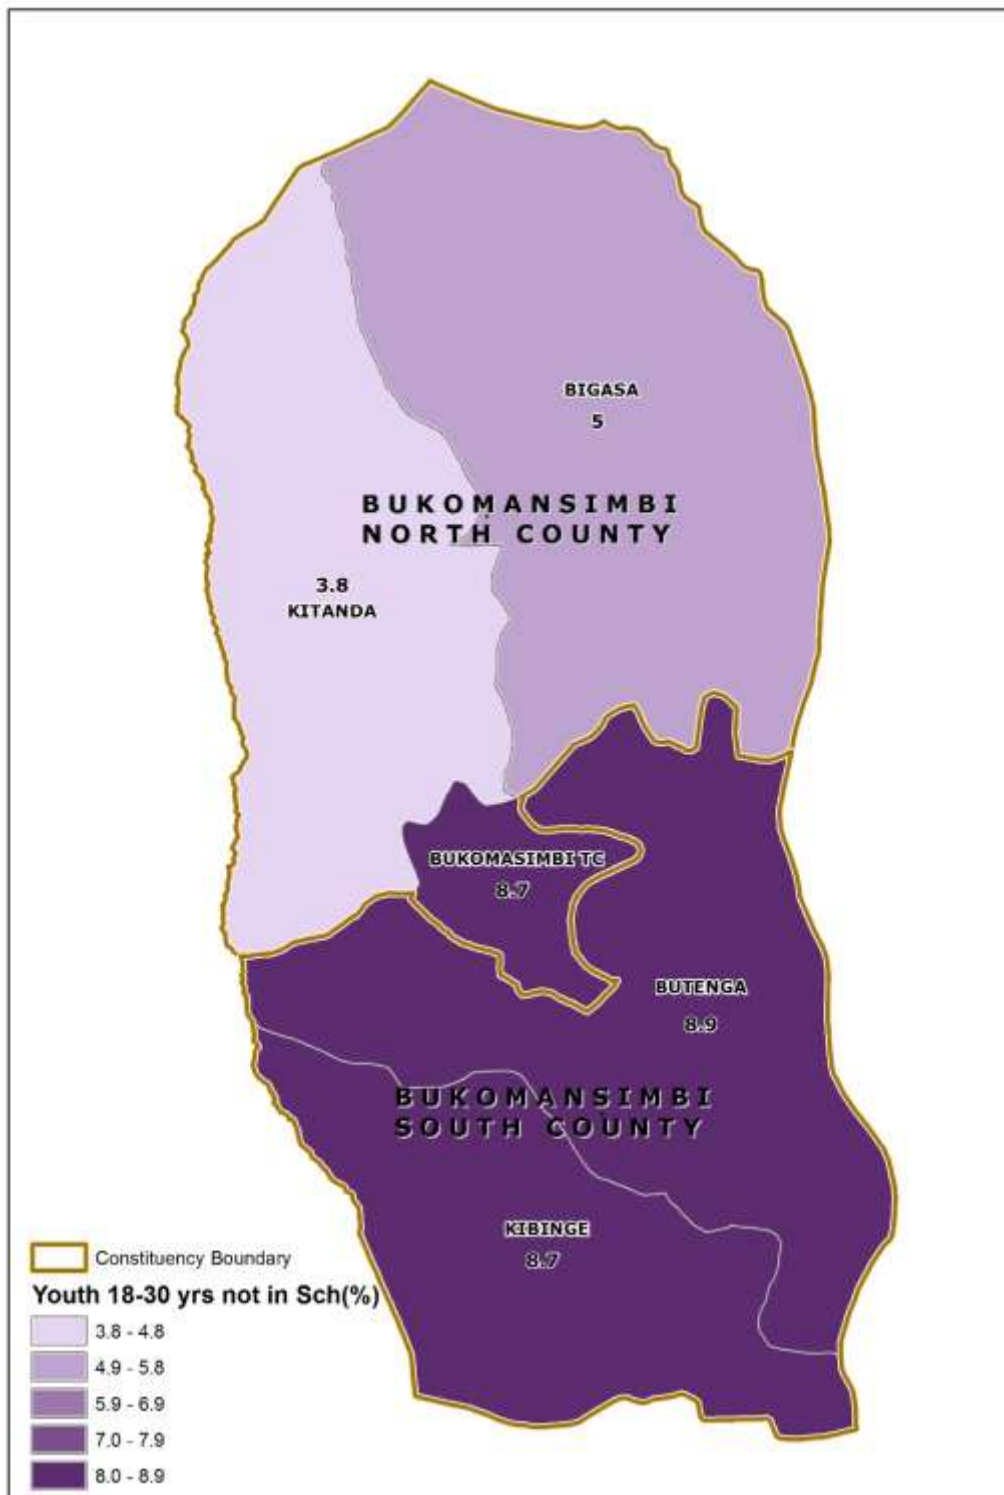 BIGASA
5
BUKOMANSIMBI
NORTH COUNTY
3.8
KITANDA
BUKOMASIMBI TC
8.7
BUTENGA
8.9
BUKOMANSIMBI
SOUTH COUNTY
KIBINGE
8.7
Constituency Boundary
Youth 18-30 yrs not in Sch(%)
3.8 - 4.8
4.9 - 5.8
5.9 - 6.9
7.0 - 7.9
8.0 - 8.9